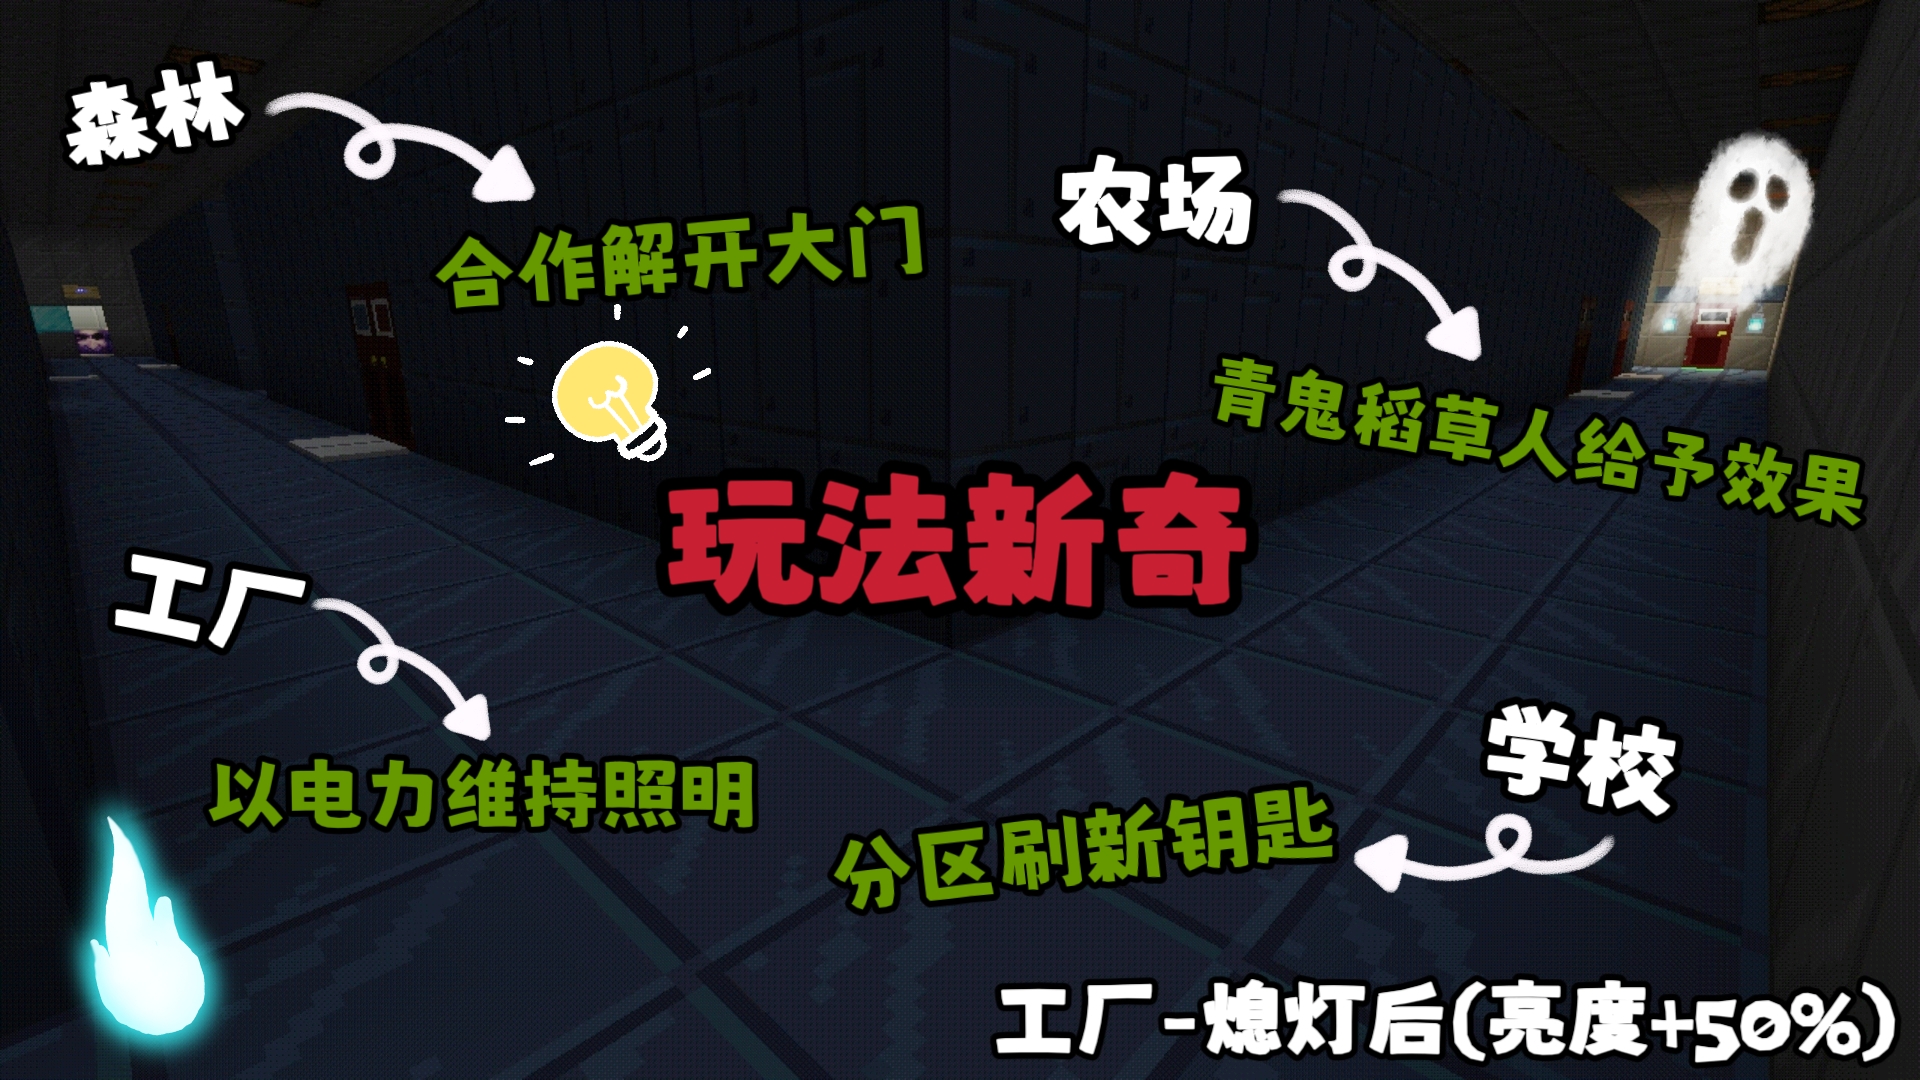 森林
合作解开大门
农场
青鬼稻草人给予效果
玩法新奇
工厂
以电力维持照明
学校
分区刷新钥匙
工厂-熄灯后(亮度+50%)